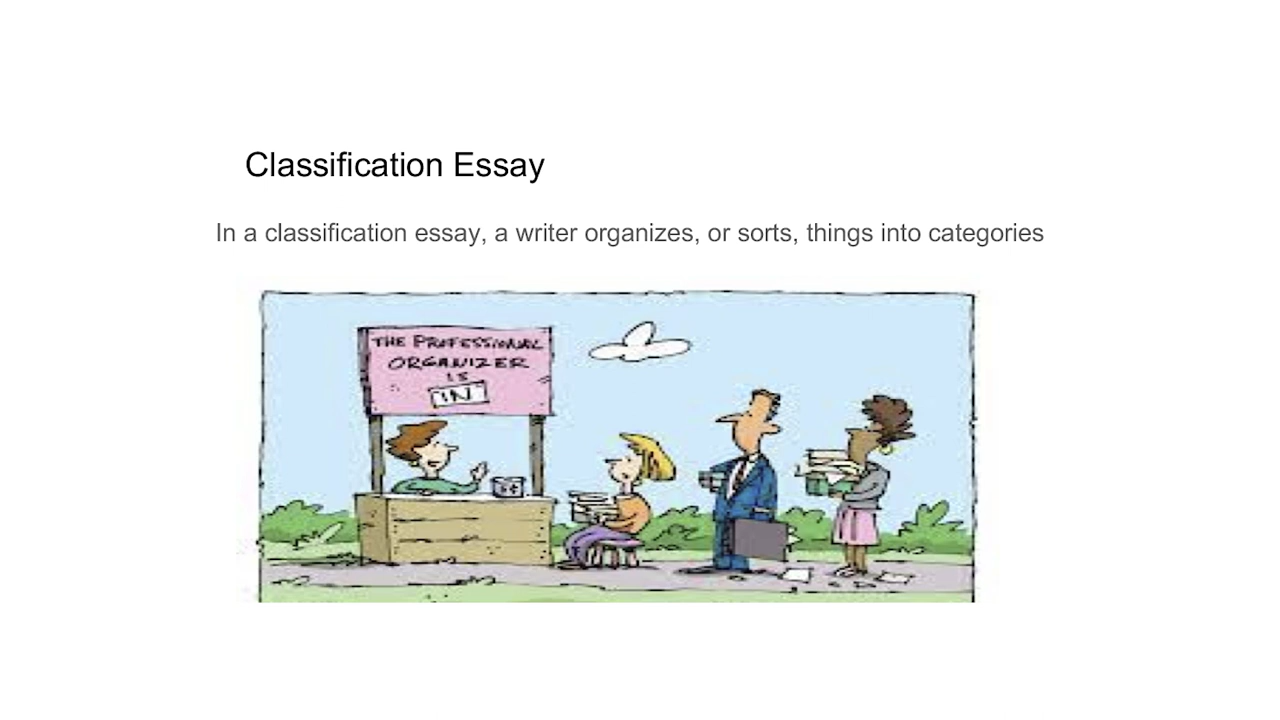 Classification Essay
In a classification essay, a writer organizes, or sorts, things into categories
THE PROFESSIONAL
ORGANIZER
IS
IN